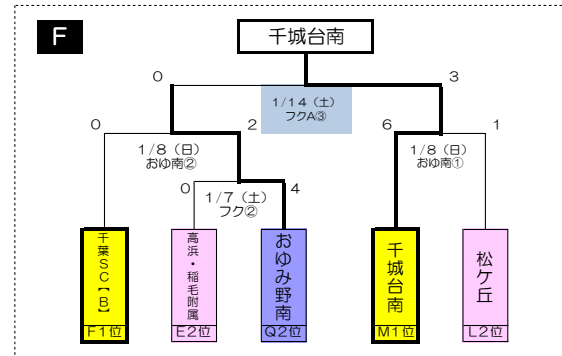 F
千城台南
0
3
1/14（土）
フクA③
0
2
6
1
1/8（日）
おゆ南②
1/8（日）
おゆ南①
0
1/7（土）
フク②
4
千葉SC【B】
高浜・稲毛附属
おゆみ野南
千城台南
松ケ丘
F1位
E2位
Q2位
M1位
L2位